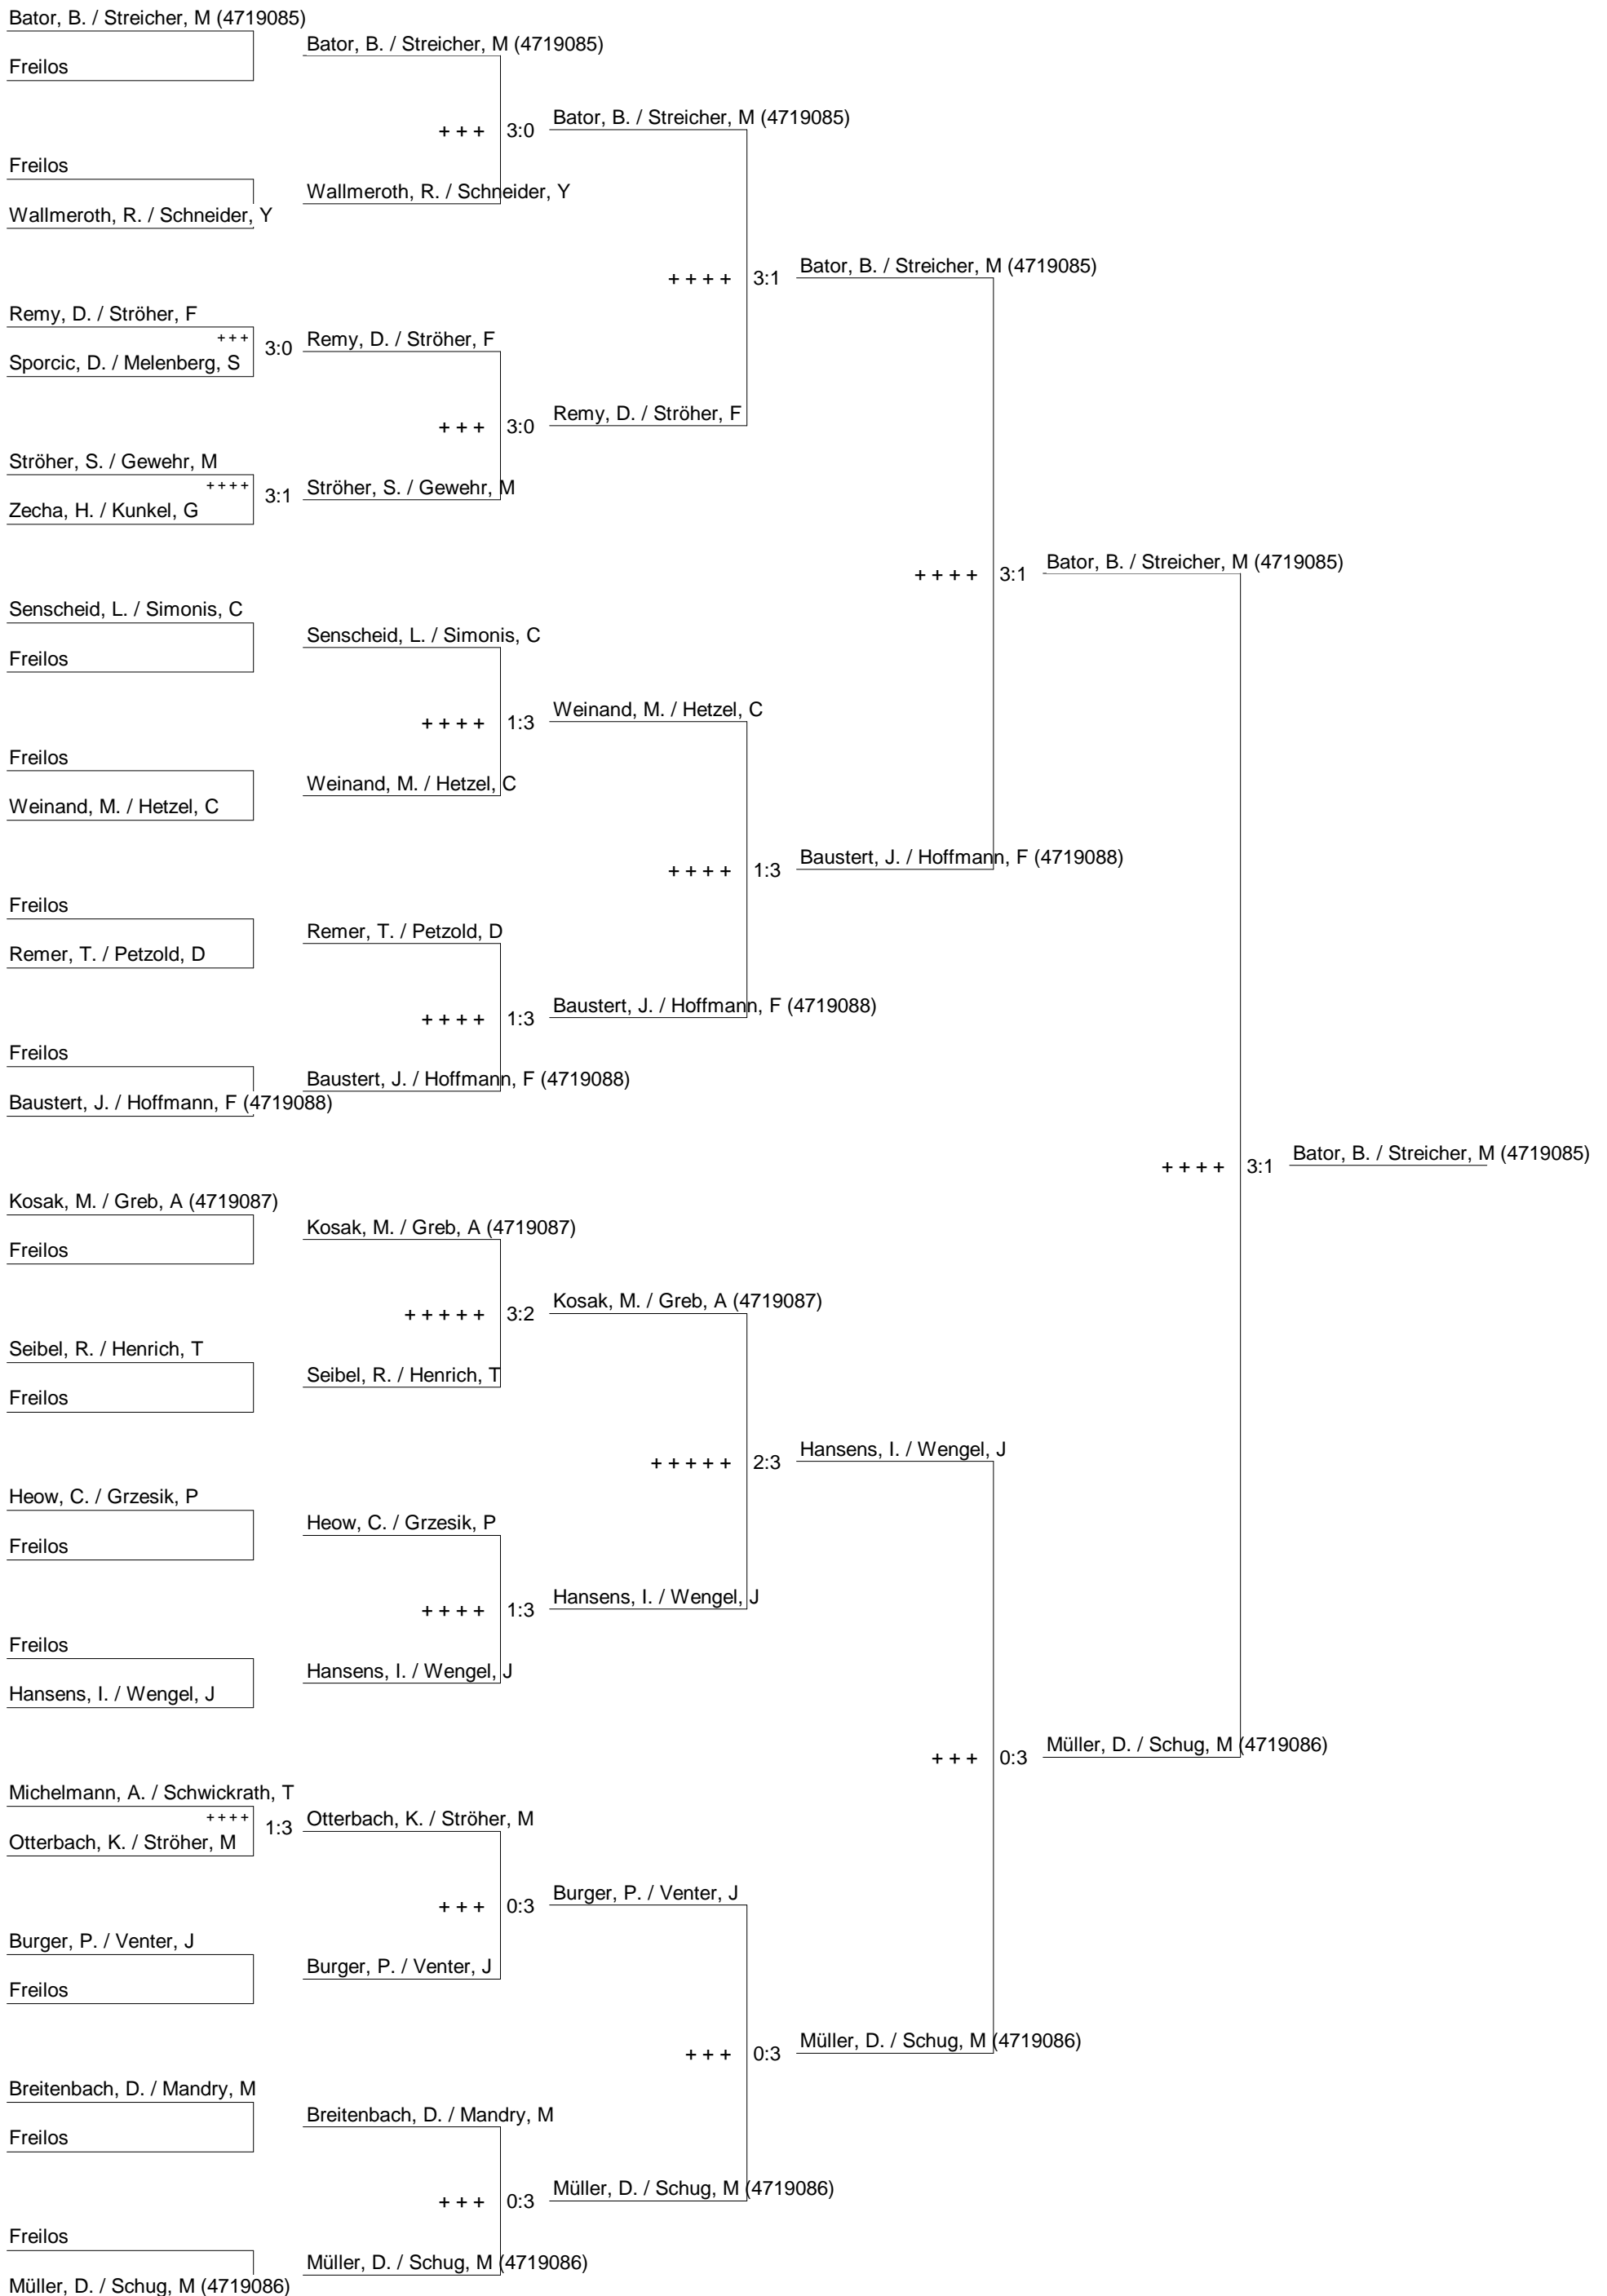 Bator, B. / Streicher, M (4719085)
Bator, B. / Streicher, M (4719085)
Freilos
+ + + 3:0 Bator, B. / Streicher, M (4719085)
Freilos
Wallmeroth, R. / Schneider, Y
Wallmeroth, R. / Schneider, Y
+ + + + 3:1 Bator, B. / Streicher, M (4719085)
Remy, D. / Ströher, F
+ + + 3:0 Remy, D. / Ströher, F
Sporcic, D. / Melenberg, S
+ + + 3:0 Remy, D. / Ströher, F
Ströher, S. / Gewehr, M
+ + + + 3:1 Ströher, S. / Gewehr, M
Zecha, H. / Kunkel, G
+ + + + 3:1 Bator, B. / Streicher, M (4719085)
Senscheid, L. / Simonis, C
Senscheid, L. / Simonis, C
Freilos
+ + + + 1:3 Weinand, M. / Hetzel, C
Freilos
Weinand, M. / Hetzel, C
Weinand, M. / Hetzel, C
+ + + + 1:3 Baustert, J. / Hoffmann, F (4719088)
Freilos
Remer, T. / Petzold, D
Remer, T. / Petzold, D
+ + + + 1:3 Baustert, J. / Hoffmann, F (4719088)
Freilos
Baustert, J. / Hoffmann, F (4719088)
Baustert, J. / Hoffmann, F (4719088)
+ + + + 3:1 Bator, B. / Streicher, M (4719085)
Kosak, M. / Greb, A (4719087)
Kosak, M. / Greb, A (4719087)
Freilos
+ + + + + 3:2 Kosak, M. / Greb, A (4719087)
Seibel, R. / Henrich, T
Seibel, R. / Henrich, T
Freilos
+ + + + + 2:3 Hansens, I. / Wengel, J
Heow, C. / Grzesik, P
Heow, C. / Grzesik, P
Freilos
+ + + + 1:3 Hansens, I. / Wengel, J
Freilos
Hansens, I. / Wengel, J
Hansens, I. / Wengel, J
+ + + 0:3 Müller, D. / Schug, M (4719086)
Michelmann, A. / Schwickrath, T
+ + + + 1:3 Otterbach, K. / Ströher, M
Otterbach, K. / Ströher, M
+ + + 0:3 Burger, P. / Venter, J
Burger, P. / Venter, J
Burger, P. / Venter, J
Freilos
+ + + 0:3 Müller, D. / Schug, M (4719086)
Breitenbach, D. / Mandry, M
Breitenbach, D. / Mandry, M
Freilos
+ + + 0:3 Müller, D. / Schug, M (4719086)
Freilos
Müller, D. / Schug, M (4719086)
Müller, D. / Schug, M (4719086)